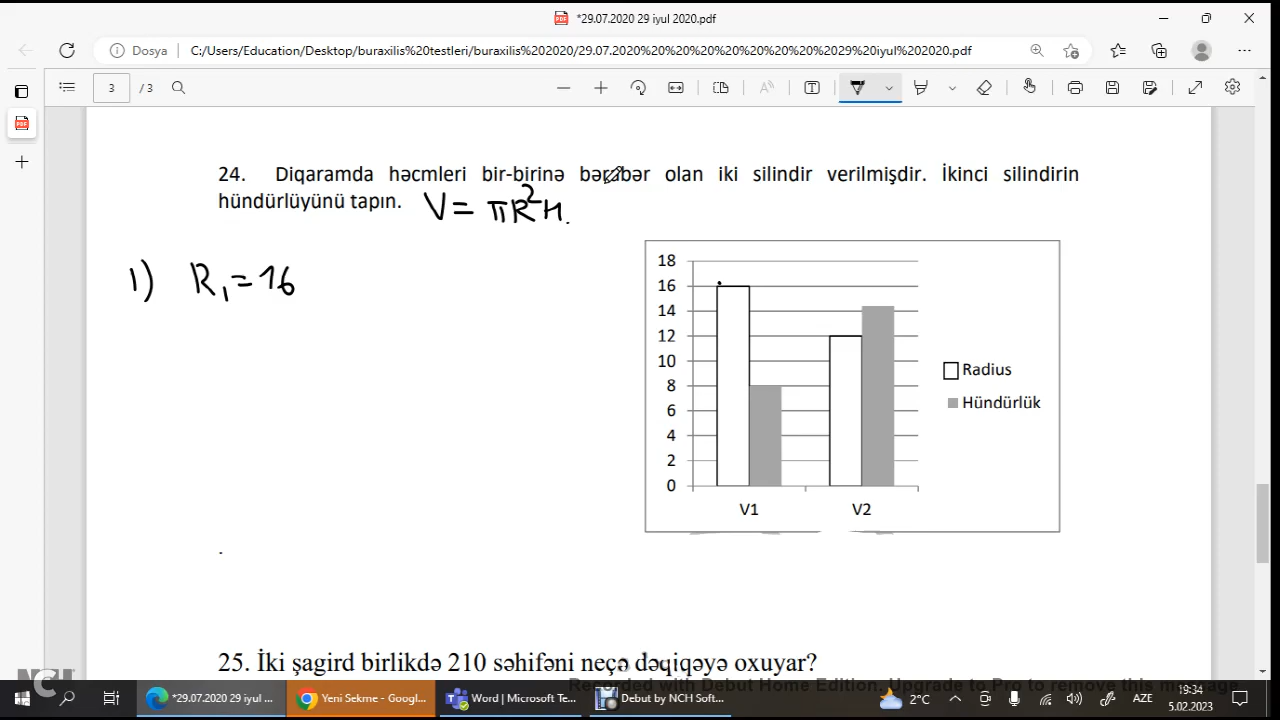 *29.07.2020 29 iyul 2020.pdf
Dosya C:/Users/Education/Desktop/buraxilis%20testleri/buraxilis%202020/29.07.2020%20%20%20%20%20%20%20%2029%20iyul%202020.pdf
3 / 3
24. Diqaramda həcmleri bir-birinə bərabər olan iki silindir verilmişdir. İkinci silindirin
hündürlüyünü tapın. V = πR²H.
1) R₁ = 16
18
16
14
12
10
8
6
4
2
0
V1 V2
Radius
Hündürlük
25. İki şagird birlikdə 210 səhifəni neçə dəqiqəyə oxuyar?
NCH
Recorded with Debut Home Edition. Upgrade to Pro to remove this message
*29.07.2020 29 iyul ... Yeni Sekme - Googl... Word | Microsoft Te... Debut by NCH Soft... 2°C AZE 19:34
5.02.2023